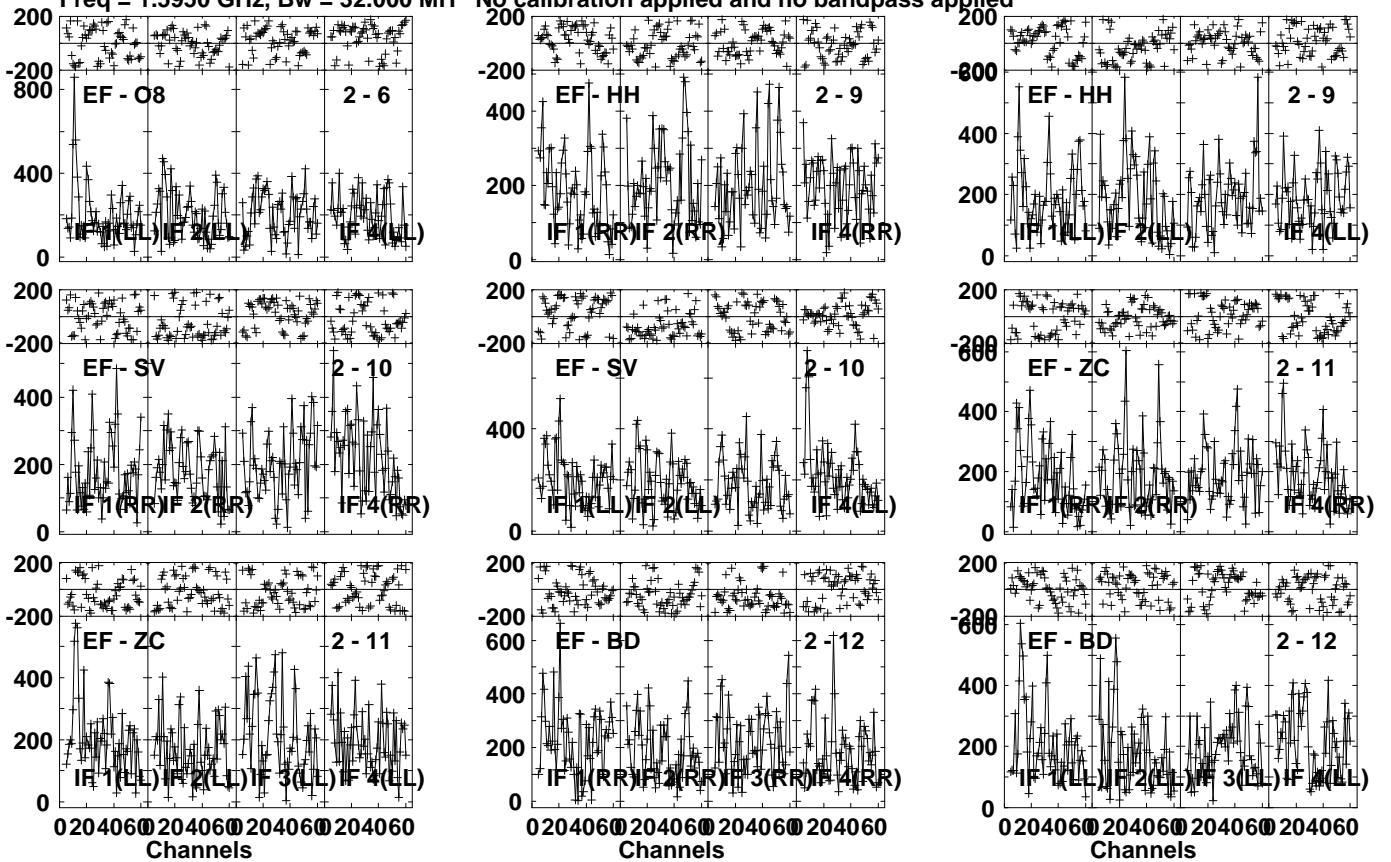 Freq = 1.5950 GHz, Bw = 32.000 MH No calibration applied and no bandpass applied
200
-200
800
400
0
EF - O8
2 - 6
IF 1(LL) IF 2(LL) IF 4(LL)
200
-200
400
200
0
EF - HH
2 - 9
IF 1(RR) IF 2(RR) IF 4(RR)
200
-200
600
400
200
0
EF - HH
2 - 9
IF 1(LL) IF 2(LL) IF 4(LL)
200
-200
400
200
0
EF - SV
2 - 10
IF 1(RR) IF 2(RR) IF 4(RR)
200
-200
400
0
EF - SV
2 - 10
IF 1(LL) IF 2(LL) IF 4(LL)
200
-200
600
400
200
0
EF - ZC
2 - 11
IF 1(RR) IF 2(RR) IF 4(RR)
200
-200
600
400
200
0
EF - ZC
2 - 11
IF 1(LL) IF 2(LL) IF 3(LL) IF 4(LL)
0 20 40 60 0 20 40 60 0 20 40 60 0 20 40 60
Channels
200
-200
600
400
200
0
EF - BD
2 - 12
IF 1(RR) IF 2(RR) IF 3(RR) IF 4(RR)
0 20 40 60 0 20 40 60 0 20 40 60 0 20 40 60
Channels
200
-200
600
400
200
0
EF - BD
2 - 12
IF 1(LL) IF 2(LL) IF 3(LL) IF 4(LL)
0 20 40 60 0 20 40 60 0 20 40 60 0 20 40 60
Channels